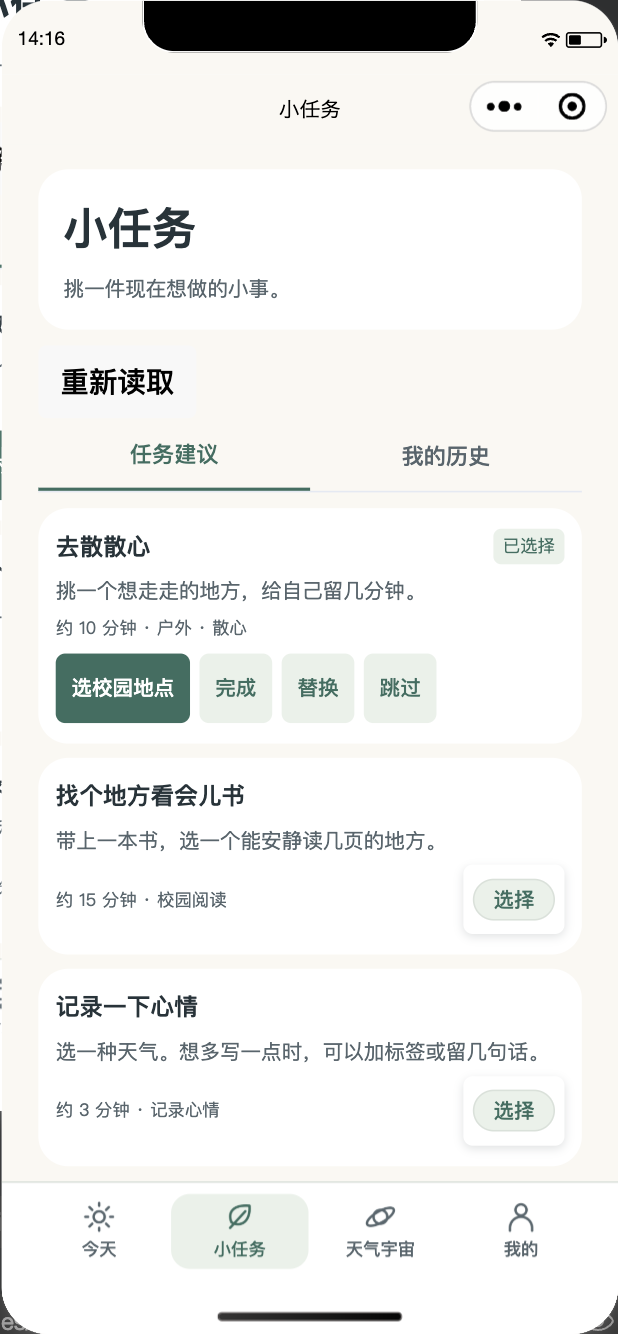 14:16
小任务
小任务
挑一件现在想做的小事。
重新读取
任务建议 我的历史
去散散心 已选择
挑一个想走走的地方，给自己留几分钟。
约 10 分钟 · 户外 · 散心
选校园地点 完成 替换 跳过
找个地方看会儿书
带上一本书，选一个能安静读几页的地方。
约 15 分钟 · 校园阅读 选择
记录一下心情
选一种天气。想多写一点时，可以加标签或留几句话。
约 3 分钟 · 记录心情 选择
今天 小任务 天气宇宙 我的